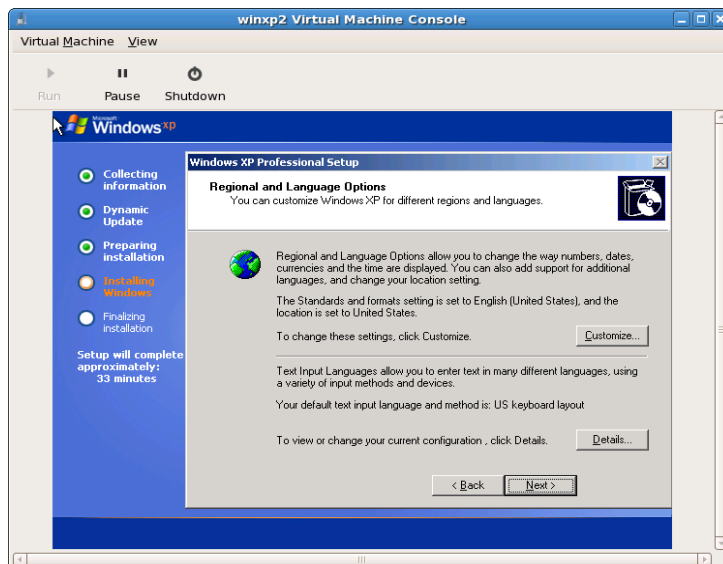 winxp2 Virtual Machine Console
Virtual Machine View
Run Pause Shutdown
Microsoft
Windows xp
Collecting
information
Dynamic
Update
Preparing
installation
Installing
Windows
Finalizing
installation
Setup will complete
approximately:
33 minutes
Windows XP Professional Setup
Regional and Language Options
You can customize Windows XP for different regions and languages.
Regional and Language Options allow you to change the way numbers, dates,
currencies and the time are displayed. You can also add support for additional
languages, and change your location setting.
The Standards and formats setting is set to English (United States), and the
location is set to United States.
To change these settings, click Customize.
Customize...
Text Input Languages allow you to enter text in many different languages, using
a variety of input methods and devices.
Your default text input language and method is: US keyboard layout
To view or change your current configuration , click Details.
Details...
< Back Next >